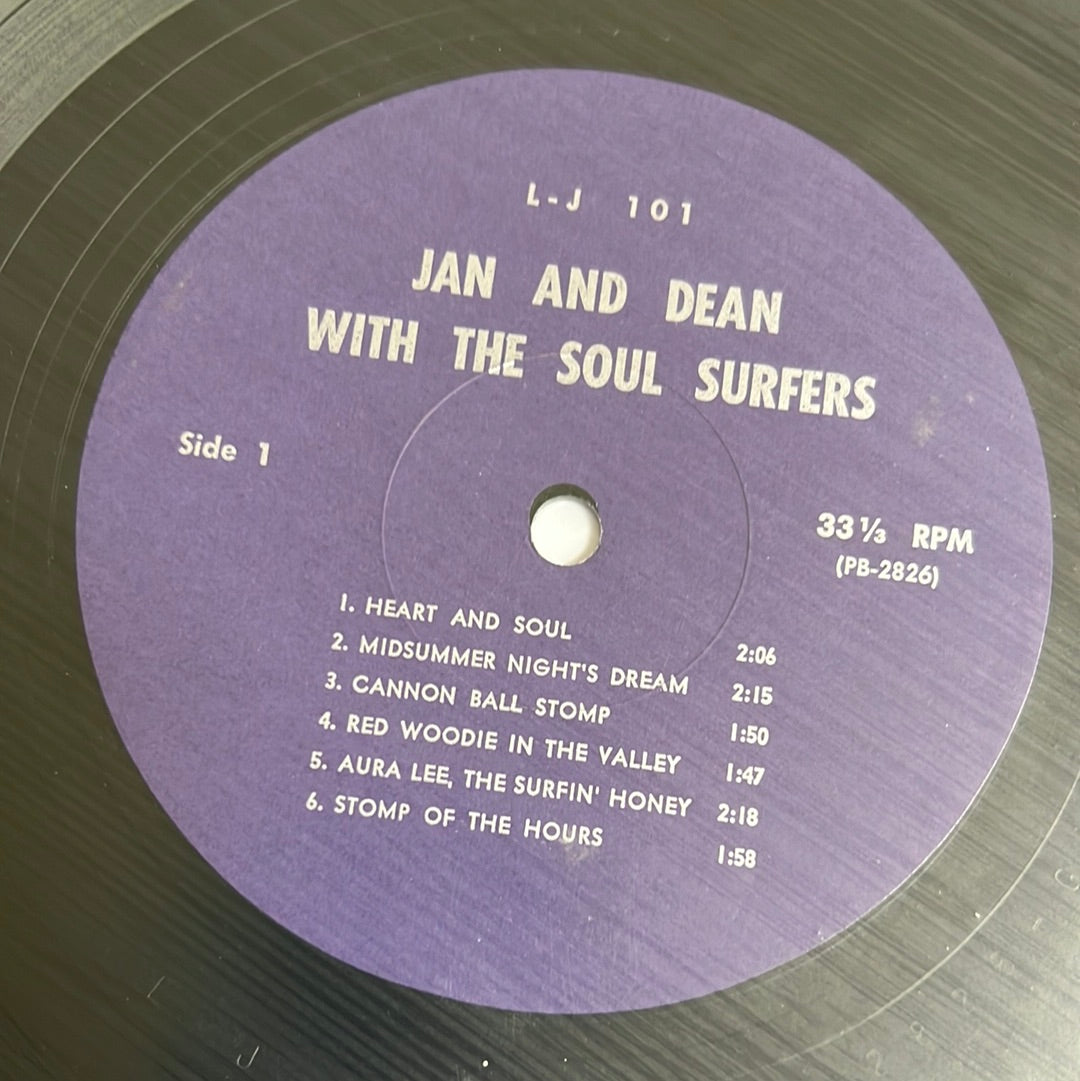 L-J 101
JAN AND DEAN
WITH THE SOUL SURFERS
Side 1
33⅓ RPM
(PB-2826)
1. HEART AND SOUL 2:06
2. MIDSUMMER NIGHT'S DREAM 2:15
3. CANNON BALL STOMP 1:50
4. RED WOODIE IN THE VALLEY 1:47
5. AURA LEE, THE SURFIN' HONEY 2:18
6. STOMP OF THE HOURS 1:58